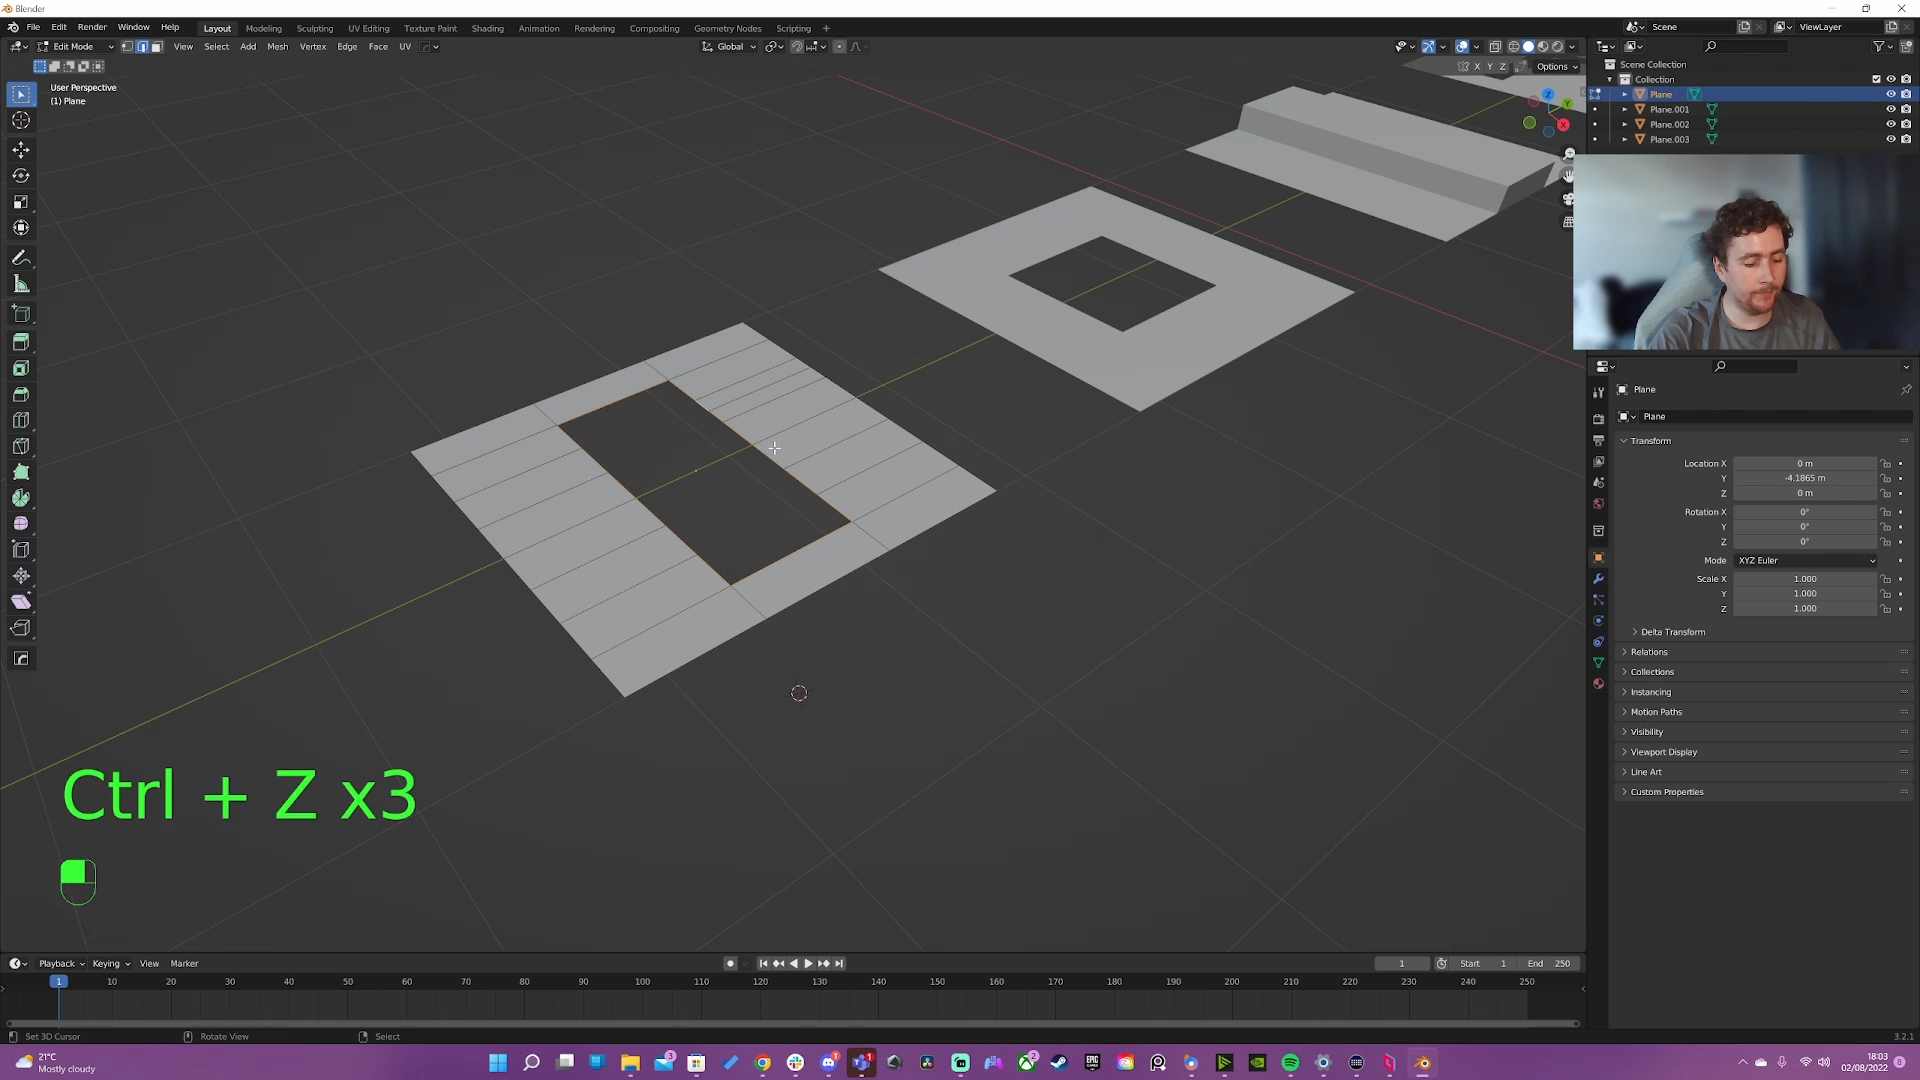 Blender
File Edit Render Window Help Layout Modeling Sculpting UV Editing Texture Paint Shading Animation Rendering Compositing Geometry Nodes Scripting + Scene ViewLayer
Edit Mode View Select Add Mesh Vertex Edge Face UV Global
X Y Z Options
User Perspective
(1) Plane
Z
Y
X
Scene Collection
Collection
Plane
Plane.001
Plane.002
Plane.003
Plane
Plane
Transform
Location X 0 m
Y -4.1865 m
Z 0 m
Rotation X 0°
Y 0°
Z 0°
Mode XYZ Euler
Scale X 1.000
Y 1.000
Z 1.000
Delta Transform
Relations
Collections
Instancing
Motion Paths
Visibility
Viewport Display
Line Art
Custom Properties
Ctrl + Z x3
Playback Keying View Marker 1 Start 1 End 250
1 10 20 30 40 50 60 70 80 90 100 110 120 130 140 150 160 170 180 190 200 210 220 230 240 250
Set 3D Cursor Rotate View Select 3.2.1
21°C
Mostly cloudy
3 1 1 EPIC 2
18:03
02/08/2022
8